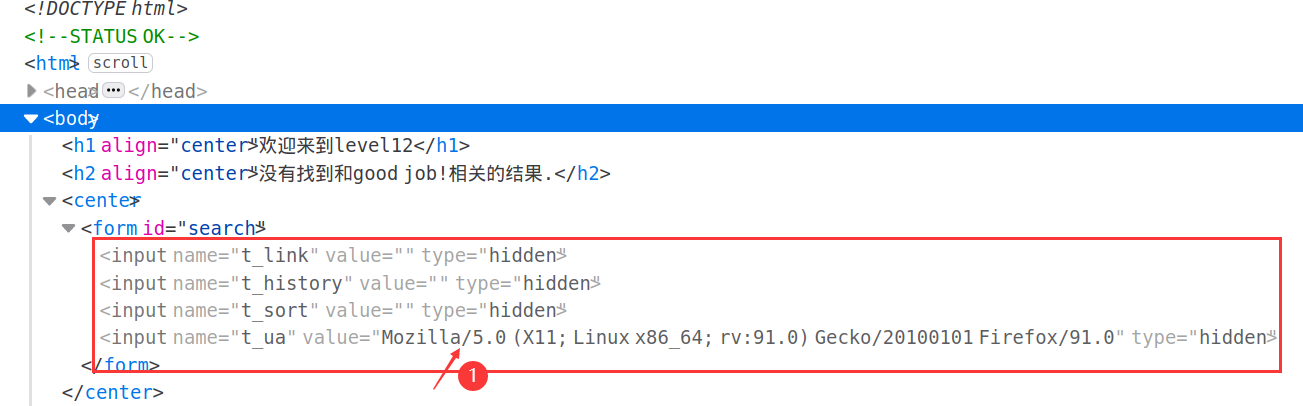 <!DOCTYPE html>
<!--STATUS OK-->
<html> scroll
<head> ••• </head>
<body>
<h1 align="center">欢迎来到level12</h1>
<h2 align="center">没有找到和good job!相关的结果.</h2>
<center>
<form id="search">
<input name="t_link" value="" type="hidden">
<input name="t_history" value="" type="hidden">
<input name="t_sort" value="" type="hidden">
<input name="t_ua" value="Mozilla/5.0 (X11; Linux x86_64; rv:91.0) Gecko/20100101 Firefox/91.0" type="hidden">
</form>
1
</center>